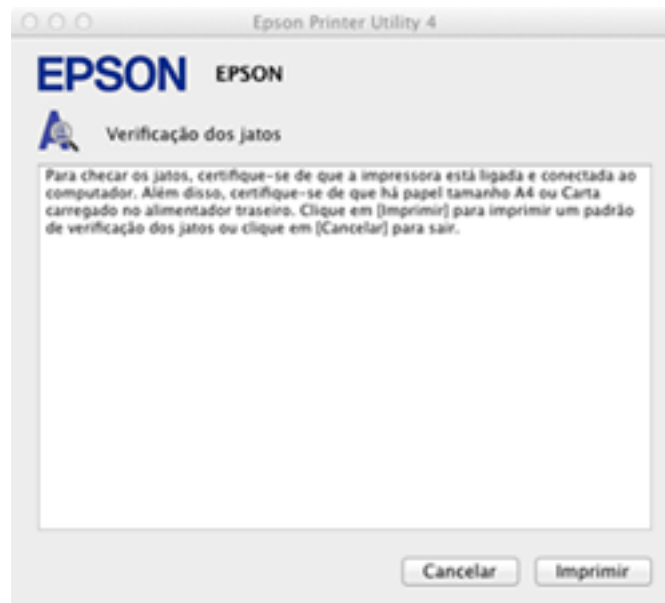 Epson Printer Utility 4
EPSON EPSON
Verificação dos jatos
Para checar os jatos, certifique-se de que a impressora está ligada e conectada ao
computador. Além disso, certifique-se de que há papel tamanho A4 ou Carta
carregado no alimentador traseiro. Clique em [Imprimir] para imprimir um padrão
de verificação dos jatos ou clique em [Cancelar] para sair.
Cancelar Imprimir